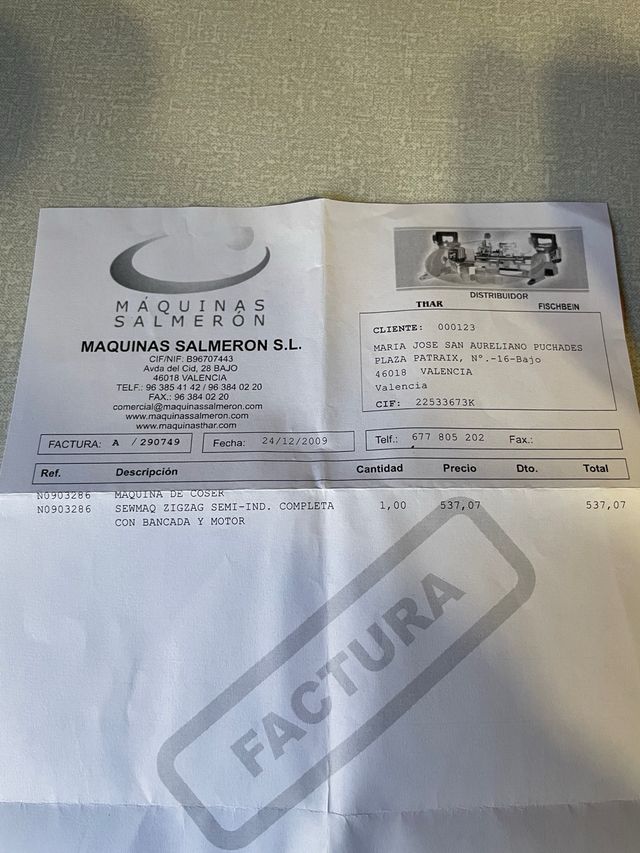 MÁQUINAS
SALMERÓN
MAQUINAS SALMERON S.L.
CIF/NIF: B96707443
Avda del Cid, 28 BAJO
46018 VALENCIA
TELF.: 96 385 41 42 / 96 384 02 20
FAX.: 96 384 02 20
comercial@maquinassalmeron.com
www.maquinassalmeron.com
www.maquinasthar.com
DISTRIBUIDOR
THAR FISCHBEIN
CLIENTE: 000123
MARIA JOSE SAN AURELIANO PUCHADES
PLAZA PATRAIX, Nº.-16-Bajo
46018 VALENCIA
Valencia
CIF: 22533673K
FACTURA: A /290749 Fecha: 24/12/2009 Telf.: 677 805 202 Fax.:
Ref. Descripción Cantidad Precio Dto. Total
N0903286 MAQUINA DE COSER
N0903286 SEWMAQ ZIGZAG SEMI-IND. COMPLETA 1,00 537,07 537,07
CON BANCADA Y MOTOR
FACTURA